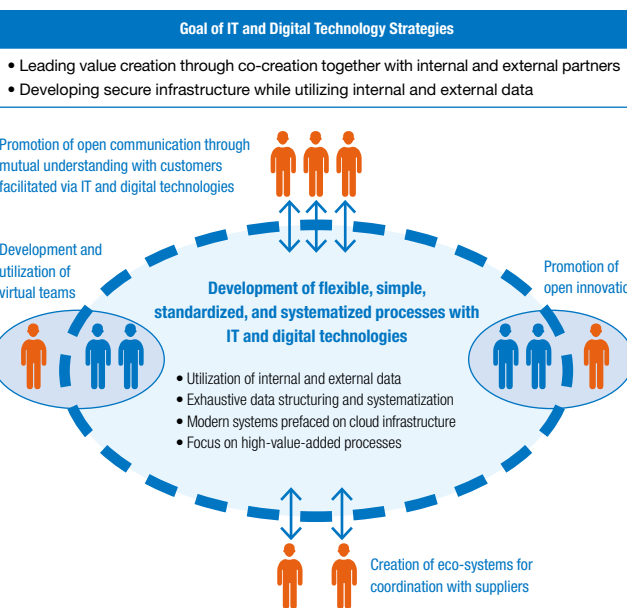 Goal of IT and Digital Technology Strategies
• Leading value creation through co-creation together with internal and external partners
• Developing secure infrastructure while utilizing internal and external data
Promotion of open communication through
mutual understanding with customers
facilitated via IT and digital technologies
Development and
utilization of
virtual teams
Promotion of
open innovatio
Development of flexible, simple,
standardized, and systematized processes with
IT and digital technologies
• Utilization of internal and external data
• Exhaustive data structuring and systematization
• Modern systems prefaced on cloud infrastructure
• Focus on high-value-added processes
Creation of eco-systems for
coordination with suppliers